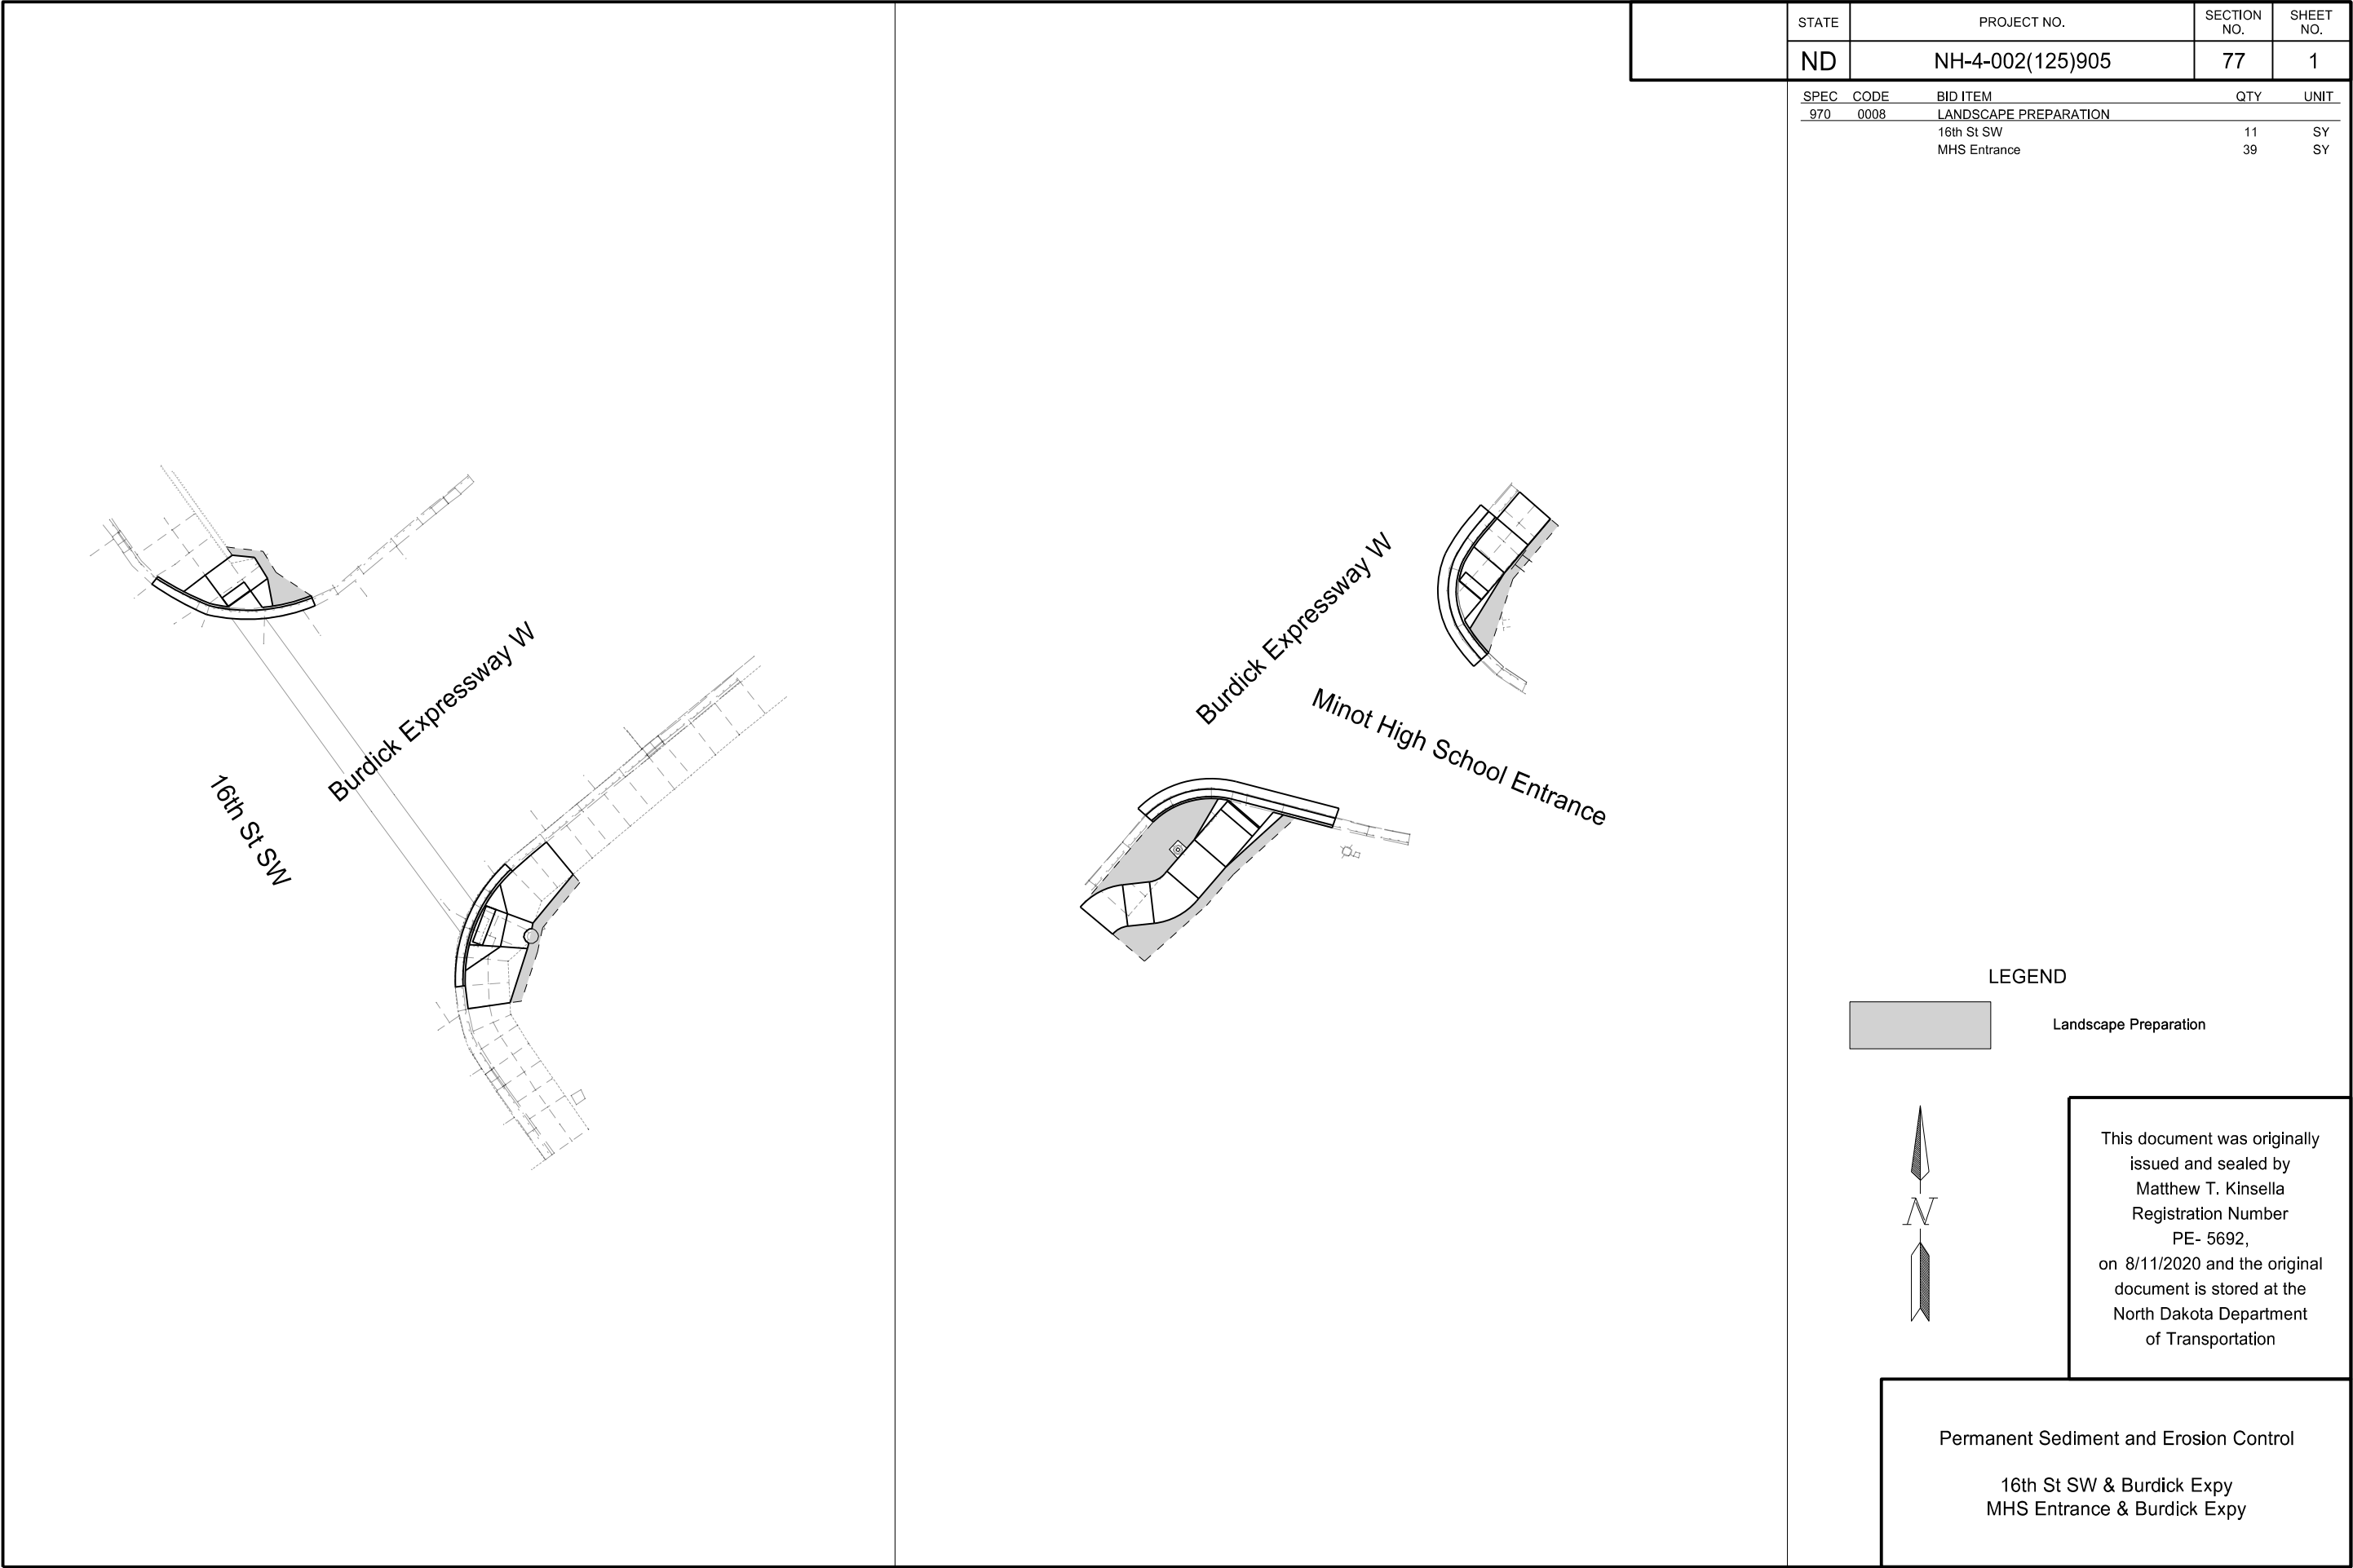 STATE PROJECT NO. SECTION NO. SHEET NO.
ND NH-4-002(125)905 77 1
SPEC CODE BID ITEM QTY UNIT
970 0008 LANDSCAPE PREPARATION
16th St SW 11 SY
MHS Entrance 39 SY
Burdick Expressway W
16th St SW
Burdick Expressway W
Minot High School Entrance
LEGEND
Landscape Preparation
N
This document was originally
issued and sealed by
Matthew T. Kinsella
Registration Number
PE- 5692,
on 8/11/2020 and the original
document is stored at the
North Dakota Department
of Transportation
Permanent Sediment and Erosion Control
16th St SW & Burdick Expy
MHS Entrance & Burdick Expy